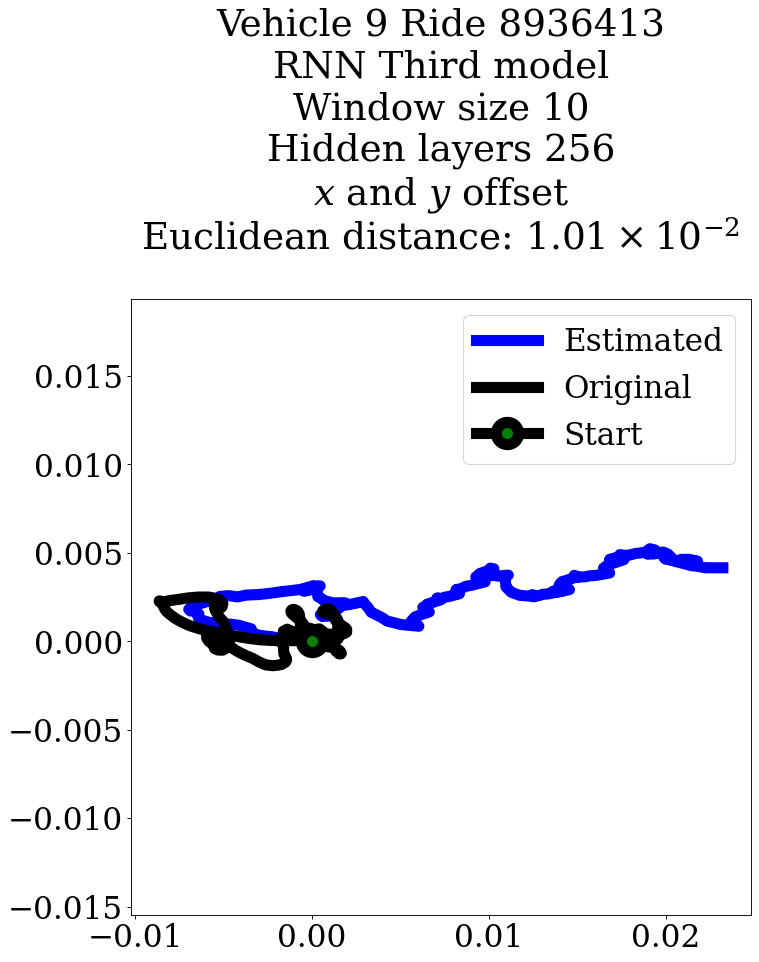 Vehicle 9 Ride 8936413
RNN Third model
Window size 10
Hidden layers 256
x and y offset
Euclidean distance: 1.01 × 10⁻²
Estimated
Original
Start
0.015
0.010
0.005
0.000
−0.005
−0.010
−0.015
−0.01 0.00 0.01 0.02